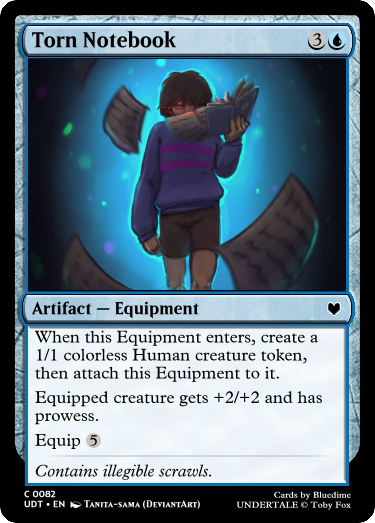 Torn Notebook 3
Artifact — Equipment
When this Equipment enters, create a
1/1 colorless Human creature token,
then attach this Equipment to it.
Equipped creature gets +2/+2 and has
prowess.
Equip 5
Contains illegible scrawls.
C 0082
Cards by Bluedime
UDT • EN Tanita-sama (DeviantArt)
UNDERTALE © Toby Fox